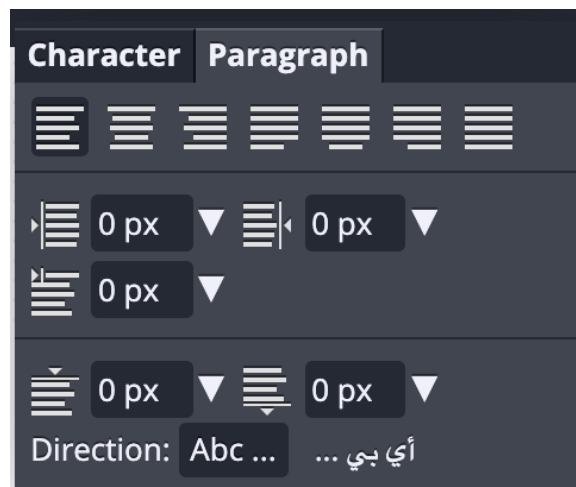 Character Paragraph
0 px 0 px
0 px
0 px 0 px
Direction: Abc ... أي بي ...